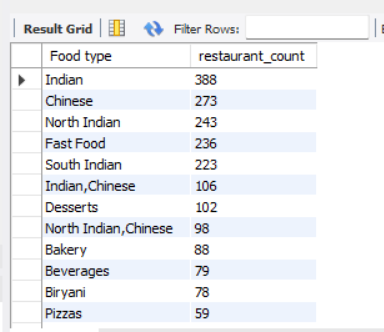 Result Grid Filter Rows:
Food type restaurant_count
Indian 388
Chinese 273
North Indian 243
Fast Food 236
South Indian 223
Indian,Chinese 106
Desserts 102
North Indian,Chinese 98
Bakery 88
Beverages 79
Biryani 78
Pizzas 59